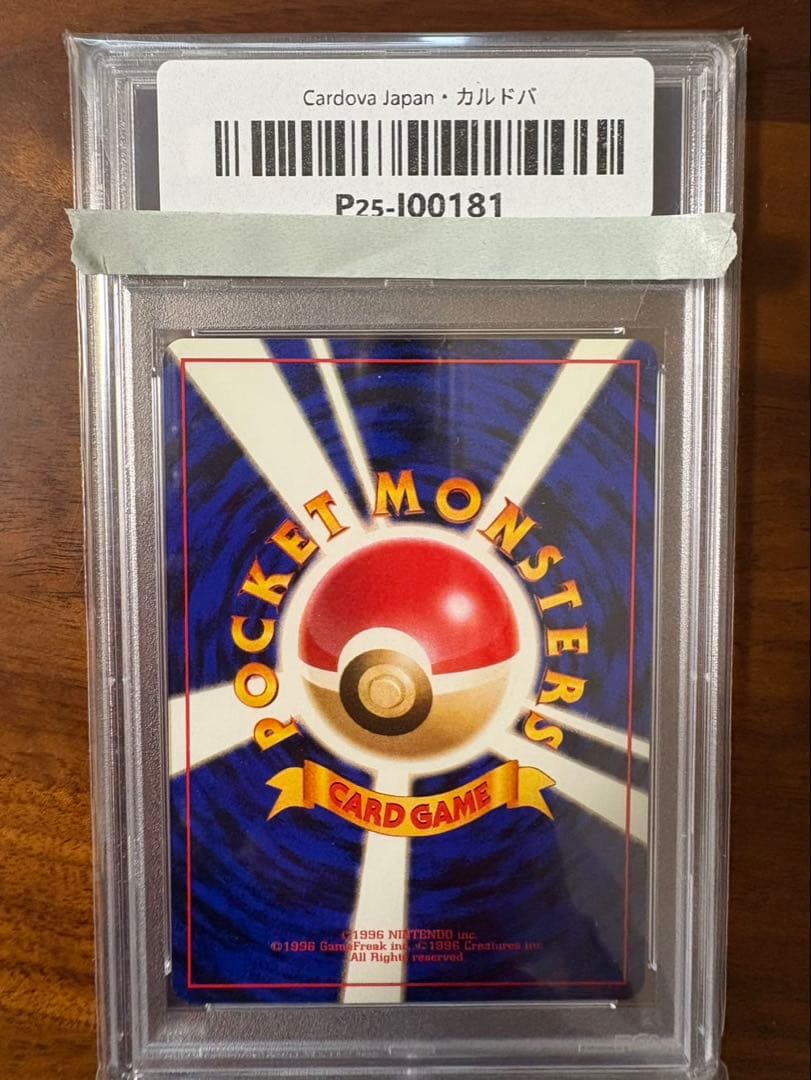 Cardova Japan・カルドバ
P25-I00181
POCKET MONSTERS
CARD GAME
©1996 NINTENDO inc.
©1996 GameFreak inc. ©1996 Creatures inc
All Rights reserved